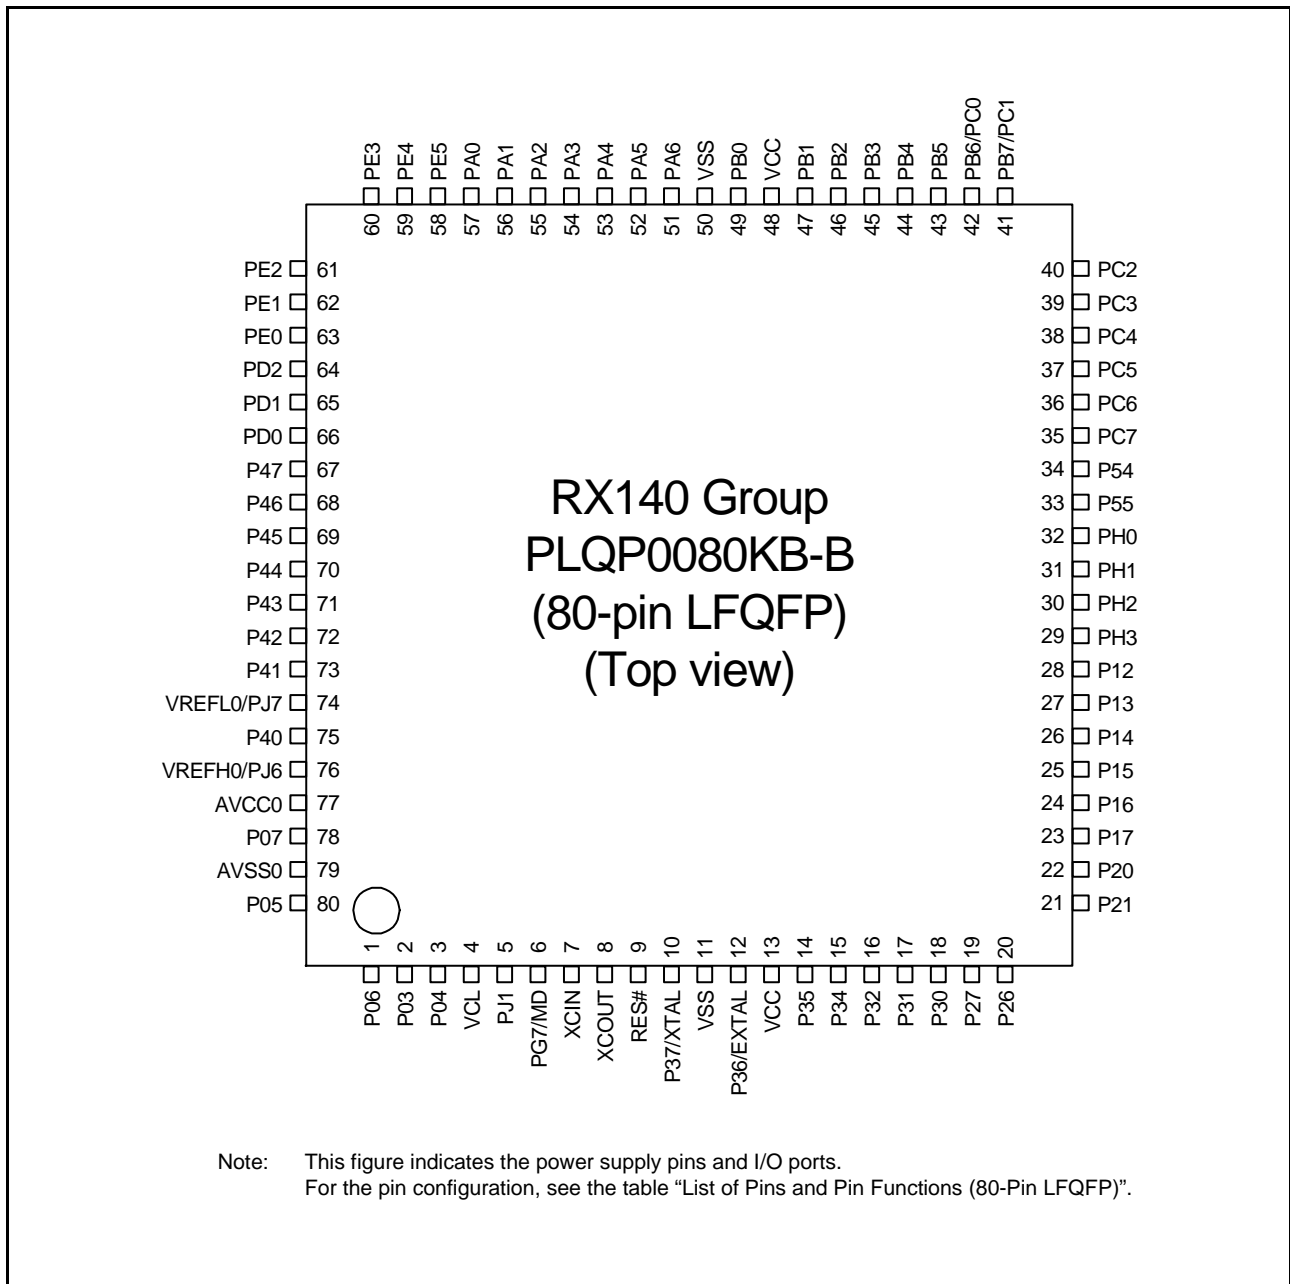 PE3
PE4
PE5
PA0
PA1
PA2
PA3
PA4
PA5
PA6
VSS
PB0
VCC
PB1
PB2
PB3
PB4
PB5
PB6/PC0
PB7/PC1
60
59
58
57
56
55
54
53
52
51
50
49
48
47
46
45
44
43
42
41
PE2 61
PE1 62
PE0 63
PD2 64
PD1 65
PD0 66
P47 67
P46 68
P45 69
P44 70
P43 71
P42 72
P41 73
VREFL0/PJ7 74
P40 75
VREFH0/PJ6 76
AVCC0 77
P07 78
AVSS0 79
P05 80
RX140 Group
PLQP0080KB-B
(80-pin LFQFP)
(Top view)
40 PC2
39 PC3
38 PC4
37 PC5
36 PC6
35 PC7
34 P54
33 P55
32 PH0
31 PH1
30 PH2
29 PH3
28 P12
27 P13
26 P14
25 P15
24 P16
23 P17
22 P20
21 P21
1
2
3
4
5
6
7
8
9
10
11
12
13
14
15
16
17
18
19
20
P06
P03
P04
VCL
PJ1
PG7/MD
XCIN
XCOUT
RES#
P37/XTAL
VSS
P36/EXTAL
VCC
P35
P34
P32
P31
P30
P27
P26
Note: This figure indicates the power supply pins and I/O ports.
For the pin configuration, see the table “List of Pins and Pin Functions (80-Pin LFQFP)”.